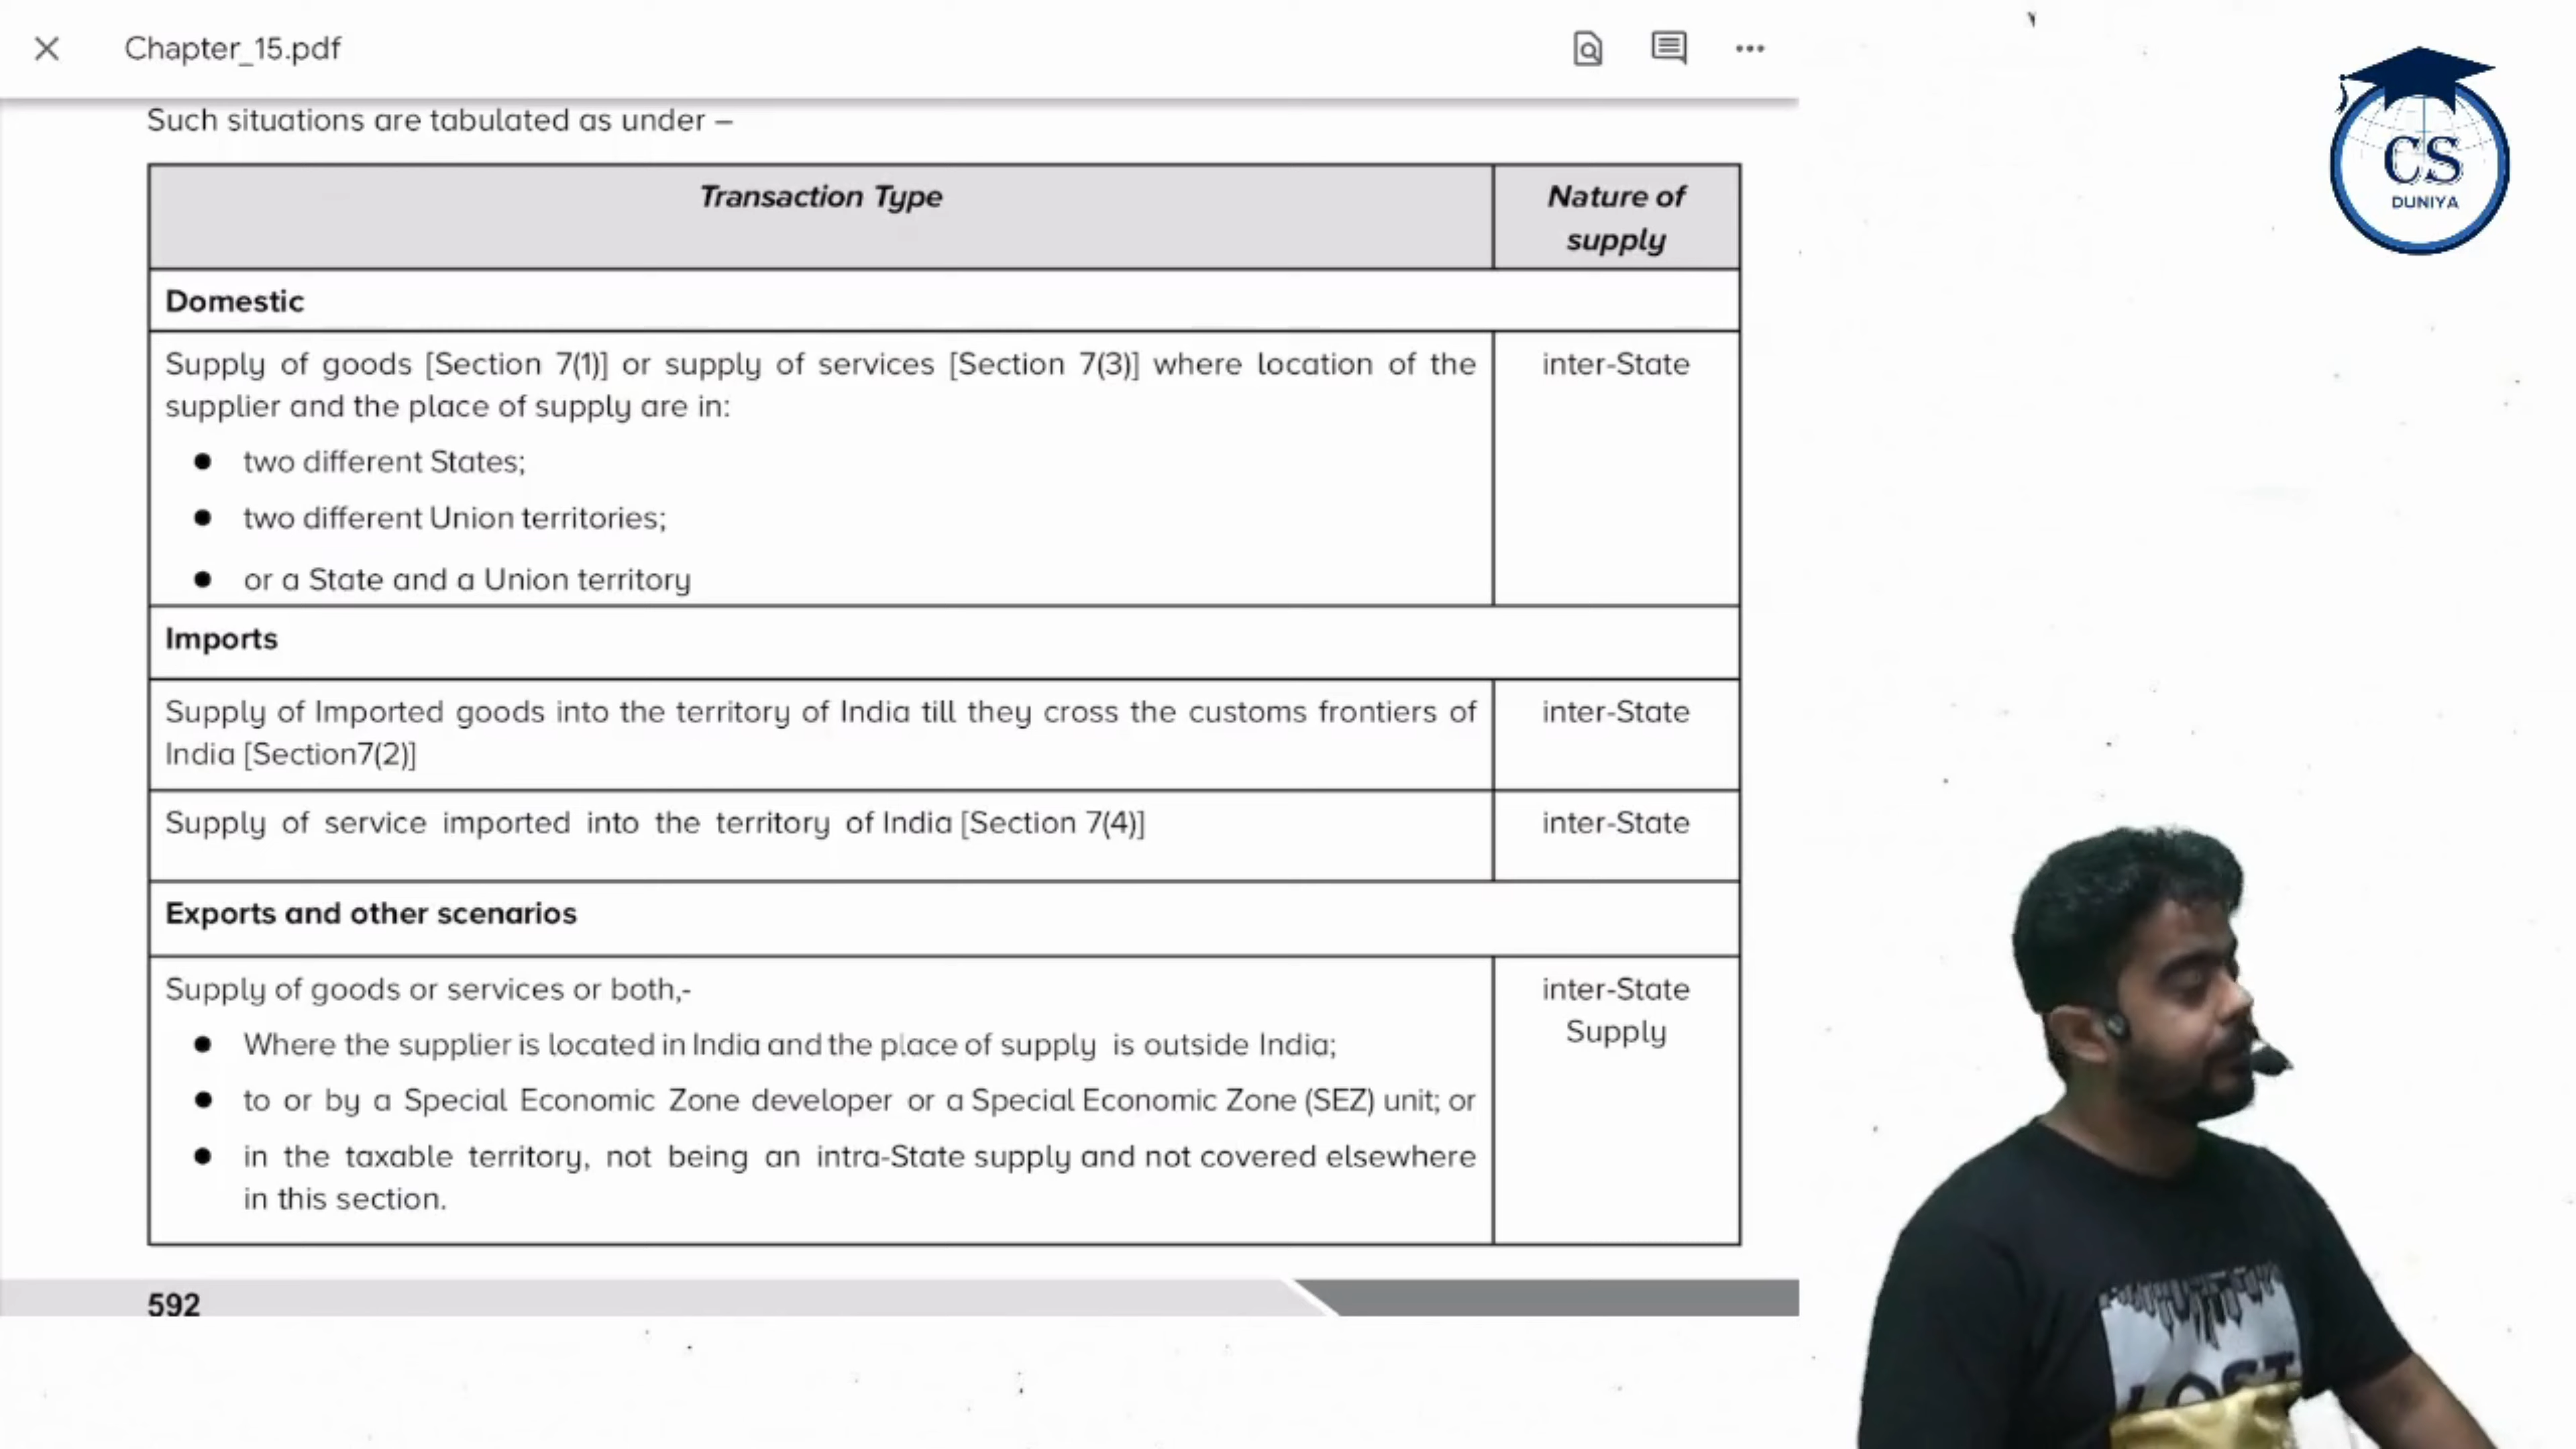 Chapter_15.pdf
Such situations are tabulated as under –
Transaction Type
Nature of
supply
Domestic
Supply of goods [Section 7(1)] or supply of services [Section 7(3)] where location of the
supplier and the place of supply are in:
inter-State
● two different States;
● two different Union territories;
● or a State and a Union territory
Imports
Supply of Imported goods into the territory of India till they cross the customs frontiers of
India [Section7(2)]
inter-State
Supply of service imported into the territory of India [Section 7(4)]
inter-State
Exports and other scenarios
Supply of goods or services or both,-
● Where the supplier is located in India and the place of supply is outside India;
● to or by a Special Economic Zone developer or a Special Economic Zone (SEZ) unit; or
● in the taxable territory, not being an intra-State supply and not covered elsewhere
in this section.
inter-State
Supply
592
CS
DUNIYA